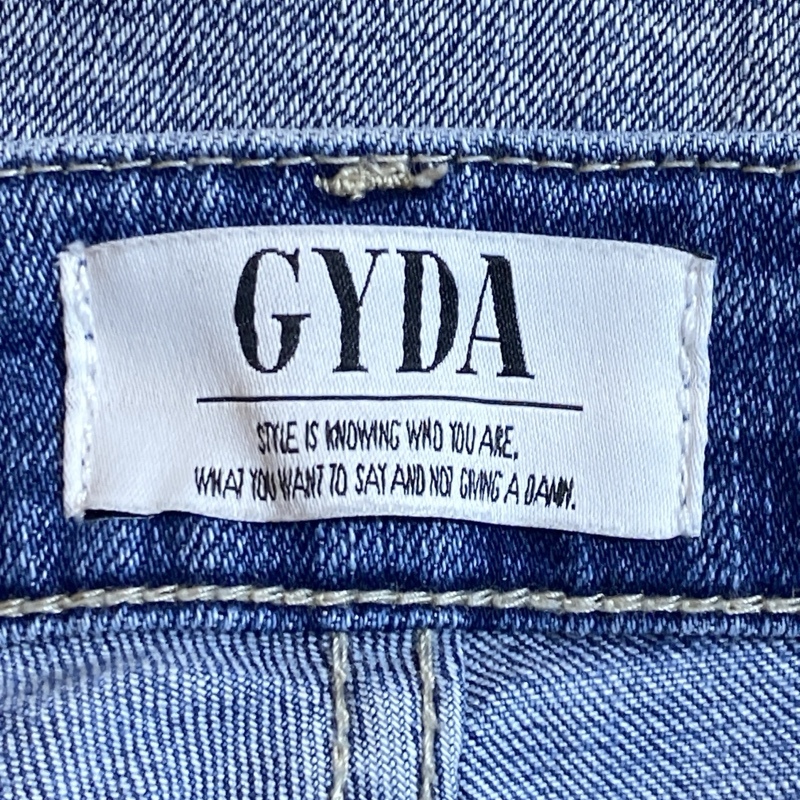 GYDA
STYLE IS KNOWING WHO YOU ARE,
WHAT YOU WANT TO SAY AND NOT GIVING A DAMN.